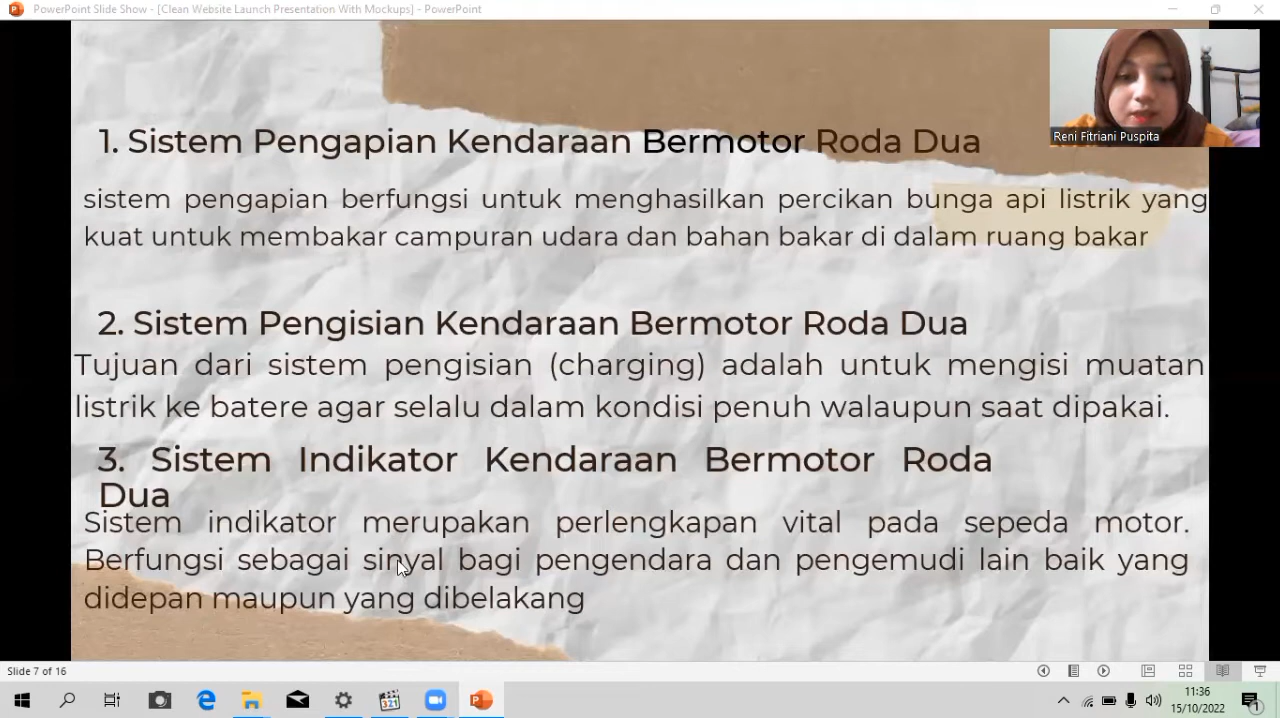 PowerPoint Slide Show - [Clean Website Launch Presentation With Mockups] - PowerPoint
Reni Fitriani Puspita
1. Sistem Pengapian Kendaraan Bermotor Roda Dua
sistem pengapian berfungsi untuk menghasilkan percikan bunga api listrik yang
kuat untuk membakar campuran udara dan bahan bakar di dalam ruang bakar
2. Sistem Pengisian Kendaraan Bermotor Roda Dua
Tujuan dari sistem pengisian (charging) adalah untuk mengisi muatan
listrik ke batere agar selalu dalam kondisi penuh walaupun saat dipakai.
3. Sistem Indikator Kendaraan Bermotor Roda
Dua
Sistem indikator merupakan perlengkapan vital pada sepeda motor.
Berfungsi sebagai sinyal bagi pengendara dan pengemudi lain baik yang
didepan maupun yang dibelakang
Slide 7 of 16
321
11:36
15/10/2022
1